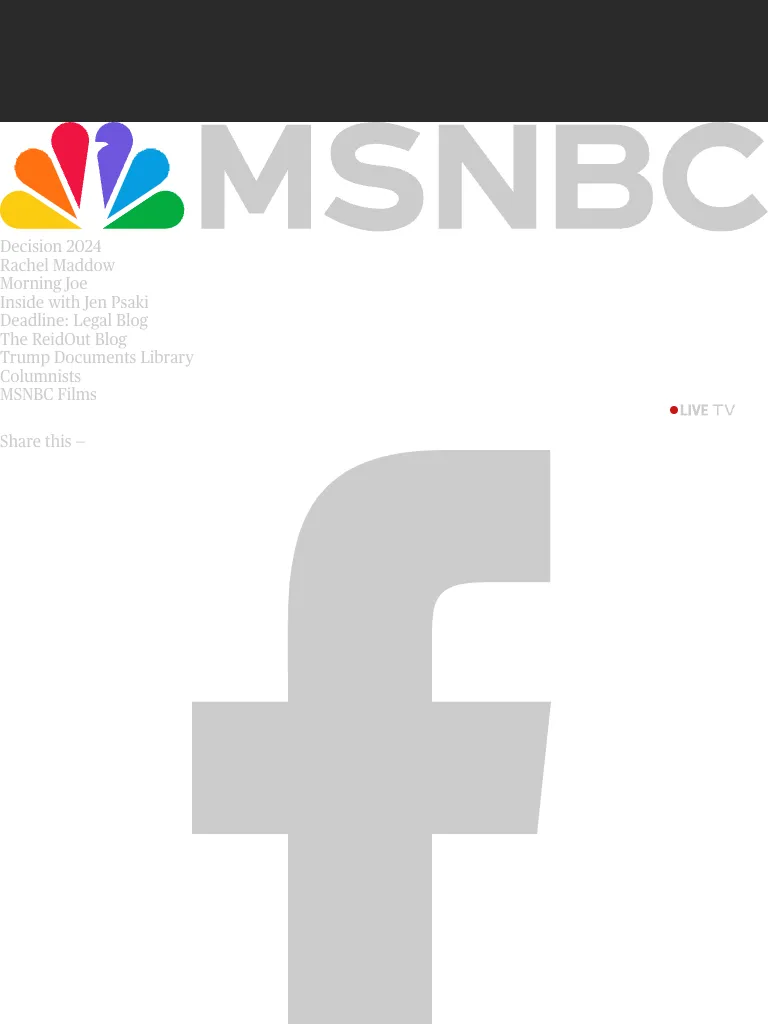 MSNBC
Decision 2024
Rachel Maddow
Morning Joe
Inside with Jen Psaki
Deadline: Legal Blog
The ReidOut Blog
Trump Documents Library
Columnists
MSNBC Films
LIVE TV
Share this —
f